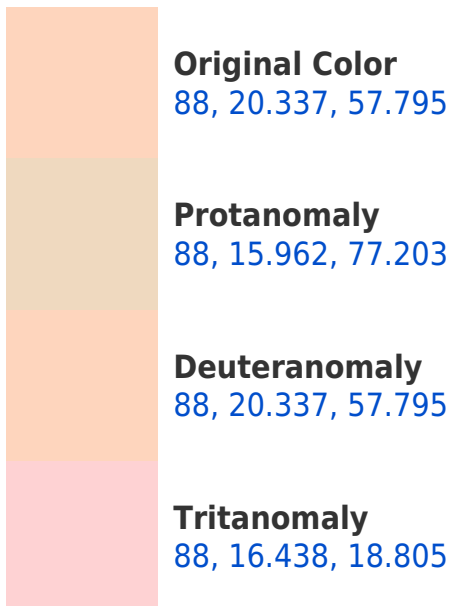 Original Color
88, 20.337, 57.795
Protanomaly
88, 15.962, 77.203
Deuteranomaly
88, 20.337, 57.795
Tritanomaly
88, 16.438, 18.805